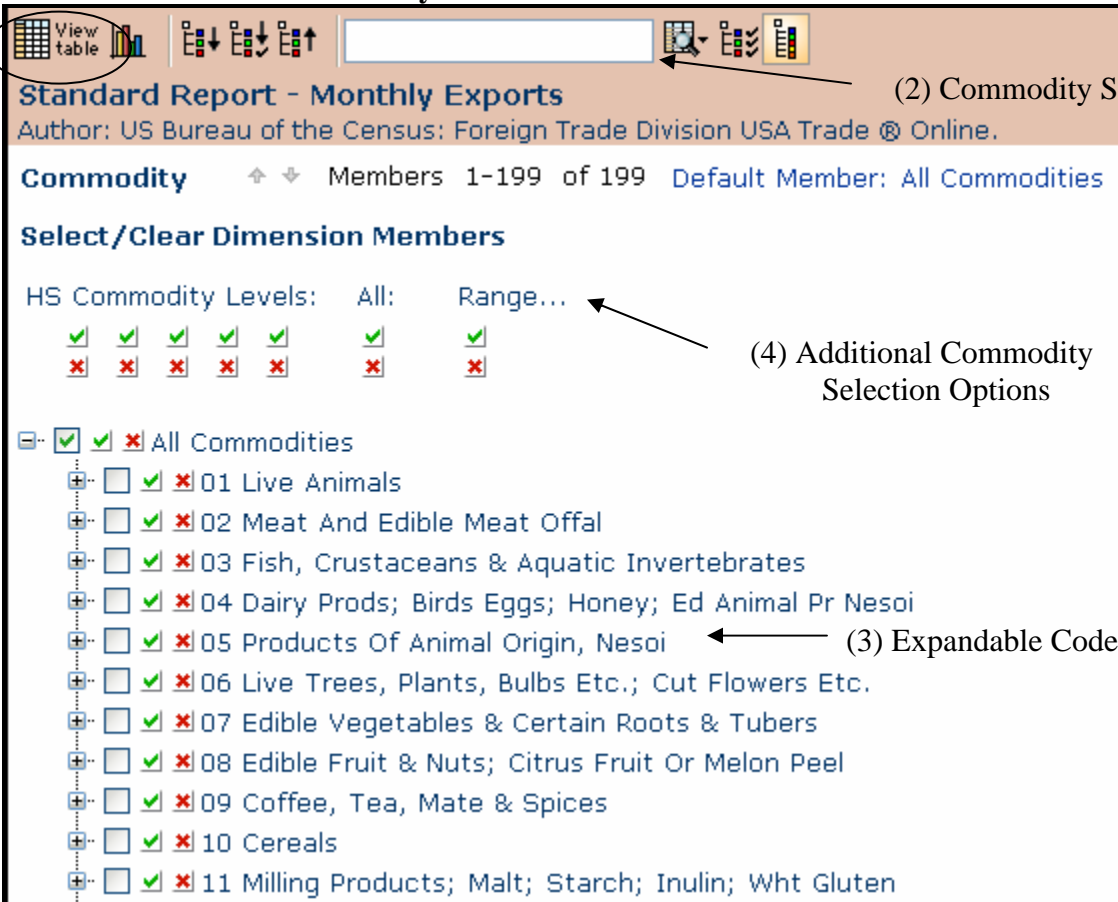 View
table
(2) Commodity S
Standard Report - Monthly Exports
Author: US Bureau of the Census: Foreign Trade Division USA Trade ® Online.
Commodity Members 1-199 of 199 Default Member: All Commodities
Select/Clear Dimension Members
HS Commodity Levels: All: Range...
(4) Additional Commodity
Selection Options
All Commodities
01 Live Animals
02 Meat And Edible Meat Offal
03 Fish, Crustaceans & Aquatic Invertebrates
04 Dairy Prods; Birds Eggs; Honey; Ed Animal Pr Nesoi
05 Products Of Animal Origin, Nesoi
(3) Expandable Code
06 Live Trees, Plants, Bulbs Etc.; Cut Flowers Etc.
07 Edible Vegetables & Certain Roots & Tubers
08 Edible Fruit & Nuts; Citrus Fruit Or Melon Peel
09 Coffee, Tea, Mate & Spices
10 Cereals
11 Milling Products; Malt; Starch; Inulin; Wht Gluten